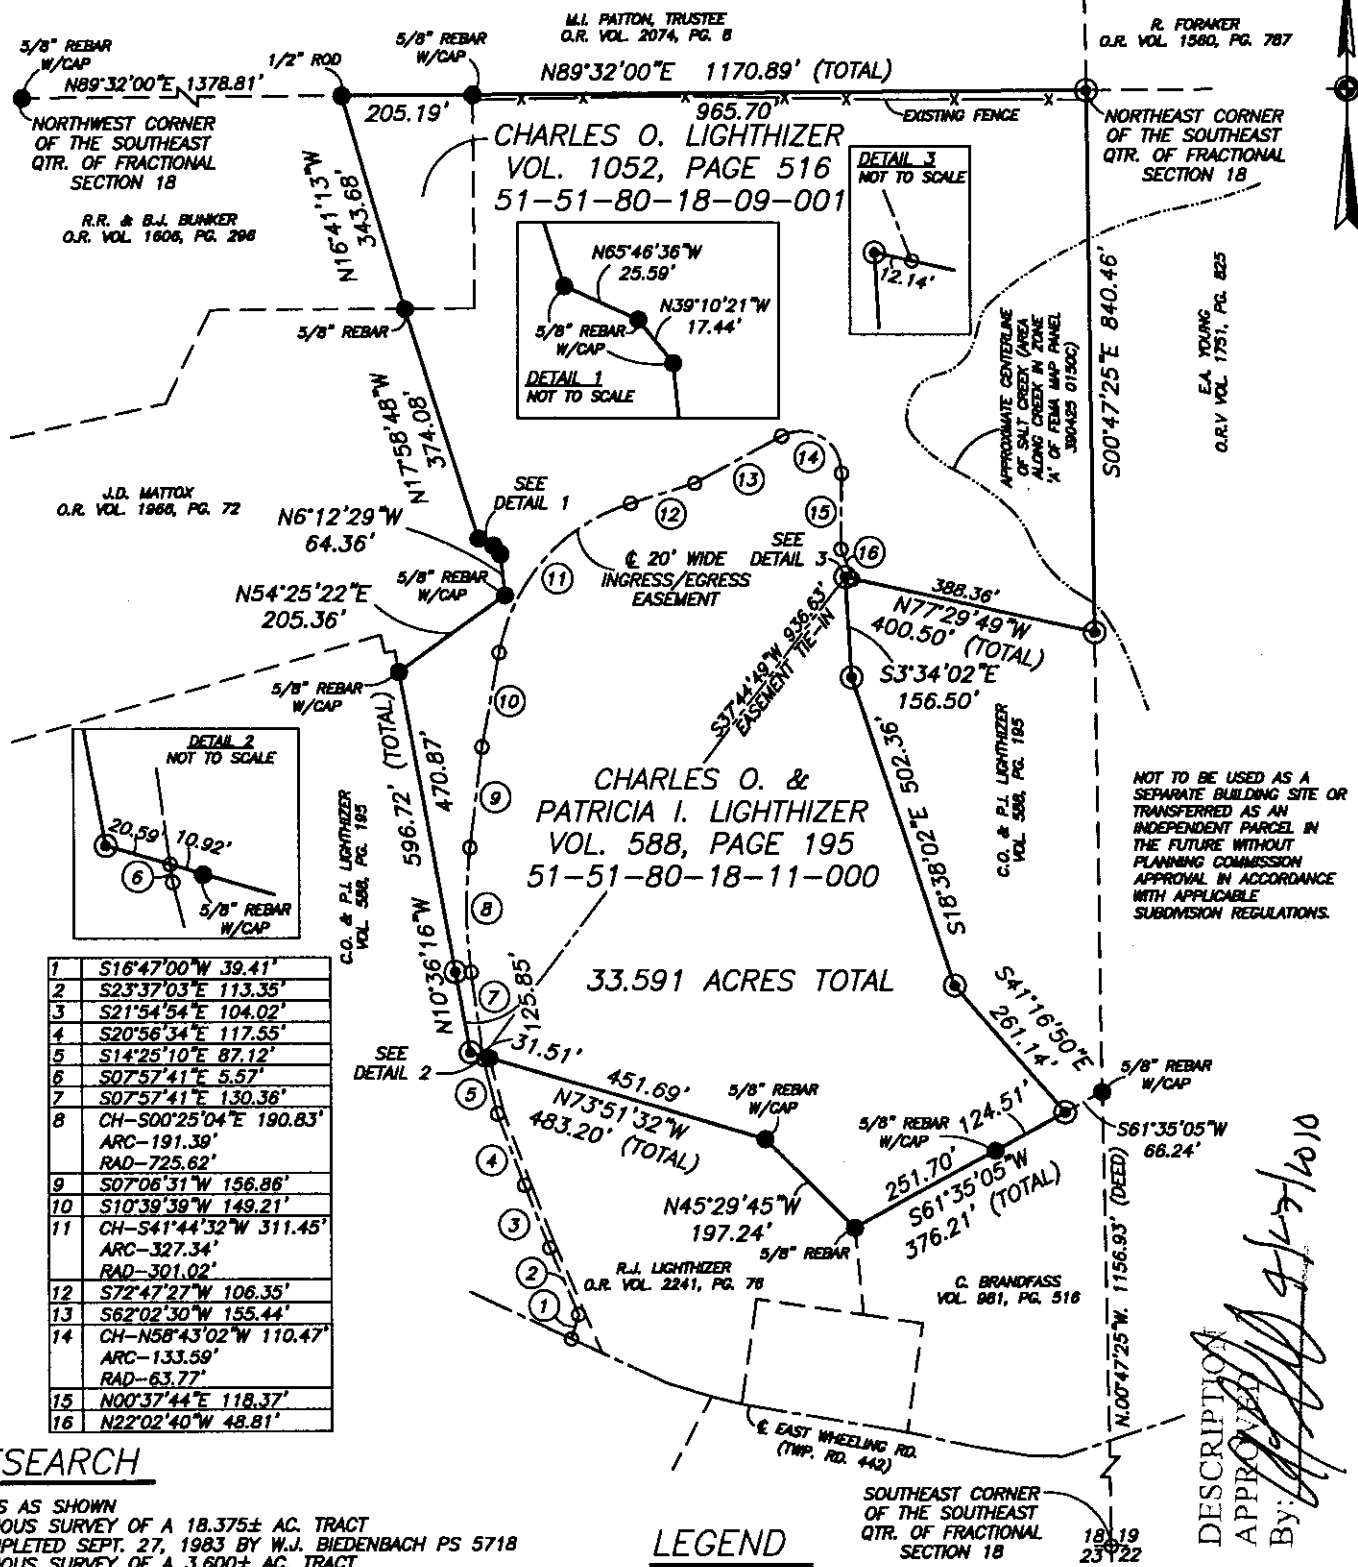 M.I. PATTON, TRUSTEE
O.R. VOL. 2074, PG. 8
R. FORAKER
O.R. VOL. 1560, PG. 787
5/8" REBAR
W/CAP
N89°32'00"E 1378.81'
1/2" ROD
5/8" REBAR
W/CAP
N89°32'00"E 1170.89' (TOTAL)
205.19'
965.70'
EXISTING FENCE
NORTHWEST CORNER
OF THE SOUTHEAST
QTR. OF FRACTIONAL
SECTION 18
NORTHEAST CORNER
OF THE SOUTHEAST
QTR. OF FRACTIONAL
SECTION 18
CHARLES O. LIGHTHIZER
VOL. 1052, PAGE 516
51-51-80-18-09-001
R.R. & B.J. BUNKER
O.R. VOL. 1606, PG. 296
N16°41'13"W
343.68'
5/8" REBAR
DETAIL 3
NOT TO SCALE
12.14'
N65°46'36"W
25.59'
N39°10'21"W
17.44'
5/8" REBAR
W/CAP
DETAIL 1
NOT TO SCALE
APPROXIMATE CENTERLINE
OF SALT CREEK (AREA
ALONG CREEK IN ZONE
'A' OF FEMA MAP PANEL
390425 0150C)
S00°47'25"E 840.46'
E.A. YOUNG
O.R.V VOL. 1751, PG. 825
N17°58'48"W
374.08'
J.D. MATTOX
O.R. VOL. 1966, PG. 72
SEE
DETAIL 1
N6°12'29"W
64.36'
5/8" REBAR
W/CAP
N54°25'22"E
205.36'
5/8" REBAR
W/CAP
11
12
13
14
15
16
℄ 20' WIDE
INGRESS/EGRESS
EASEMENT
SEE
DETAIL 3
388.36'
N77°29'49"W
400.50' (TOTAL)
S37°44'49"W 936.63'
EASEMENT TIE-IN
S3°34'02"E
156.50'
10
9
8
7
DETAIL 2
NOT TO SCALE
20.59'
10.92'
6
5/8" REBAR
W/CAP
596.72' (TOTAL)
470.87'
N10°36'16"W
125.85'
C.O. & P.I. LIGHTHIZER
VOL. 588, PG. 195
CHARLES O. &
PATRICIA I. LIGHTHIZER
VOL. 588, PAGE 195
51-51-80-18-11-000
S18°38'02"E 502.36'
C.O. & P.I. LIGHTHIZER
VOL. 588, PG. 195
NOT TO BE USED AS A
SEPARATE BUILDING SITE OR
TRANSFERRED AS AN
INDEPENDENT PARCEL IN
THE FUTURE WITHOUT
PLANNING COMMISSION
APPROVAL IN ACCORDANCE
WITH APPLICABLE
SUBDIVISION REGULATIONS.
33.591 ACRES TOTAL
S41°16'50"E
261.14'
1 S16°47'00"W 39.41'
2 S23°37'03"E 113.35'
3 S21°54'54"E 104.02'
4 S20°56'34"E 117.55'
5 S14°25'10"E 87.12'
6 S07°57'41"E 5.57'
7 S07°57'41"E 130.36'
8 CH-S00°25'04"E 190.83'
ARC-191.39'
RAD-725.62'
9 S07°06'31"W 156.86'
10 S10°39'39"W 149.21'
11 CH-S41°44'32"W 311.45'
ARC-327.34'
RAD-301.02'
12 S72°47'27"W 106.35'
13 S62°02'30"W 155.44'
14 CH-N58°43'02"W 110.47'
ARC-133.59'
RAD-63.77'
15 N00°37'44"E 118.37'
16 N22°02'40"W 48.81'
SEE
DETAIL 2
31.51'
451.69'
N73°51'32"W
483.20' (TOTAL)
5/8" REBAR
W/CAP
5
4
3
2
1
N45°29'45"W
197.24'
5/8" REBAR
5/8" REBAR
W/CAP
124.51'
251.70'
S61°35'05"W
376.21' (TOTAL)
5/8" REBAR
W/CAP
S61°35'05"W
66.24'
R.J. LIGHTHIZER
O.R. VOL. 2241, PG. 76
C. BRANDFASS
VOL. 981, PG. 516
N.00°47'25"W. 1156.93' (DEED)
℄ EAST WHEELING RD.
(TWP. RD. 442)
SOUTHEAST CORNER
OF THE SOUTHEAST
QTR. OF FRACTIONAL
SECTION 18
18 19
23 22
DESCRIPTION
APPROVED
By:
SEARCH
S AS SHOWN
OUS SURVEY OF A 18.375± AC. TRACT
PLETED SEPT. 27, 1983 BY W.J. BIEDENBACH PS 5718
OUS SURVEY OF A 3.600± AC. TRACT
LEGEND